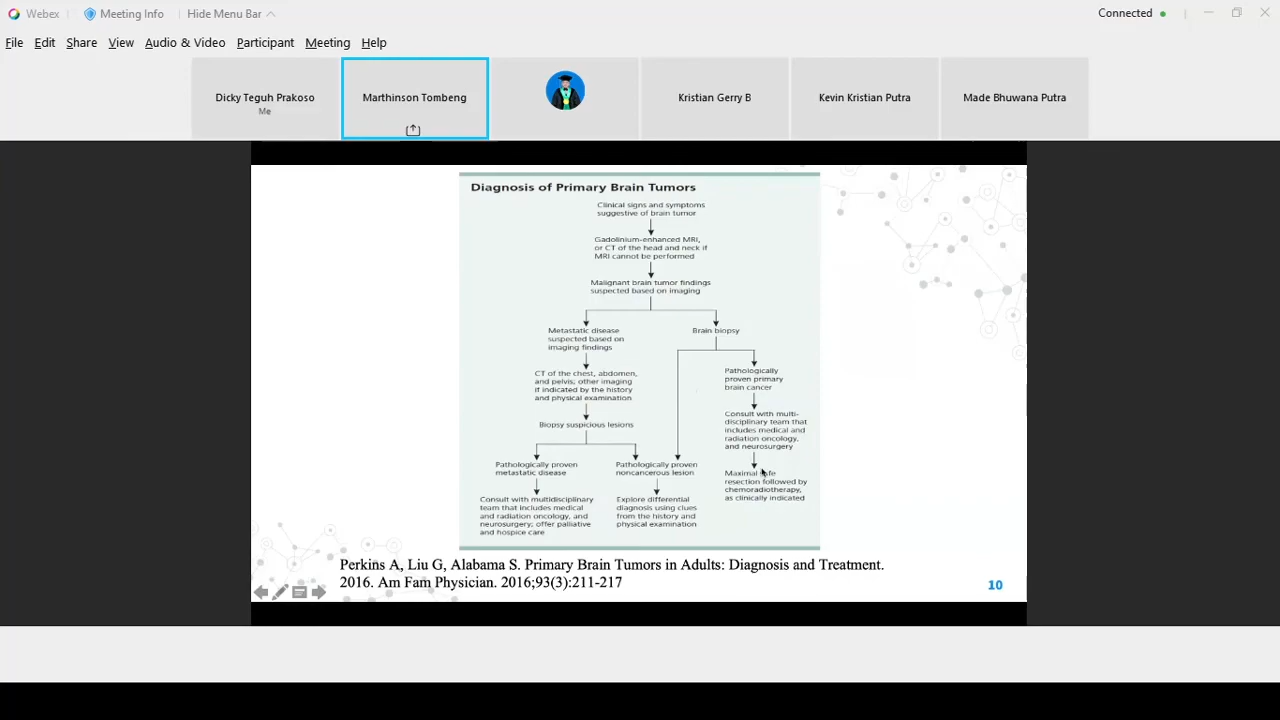 Webex
Meeting Info
Hide Menu Bar
Connected
File Edit Share View Audio & Video Participant Meeting Help
Dicky Teguh Prakoso
Me
Marthinson Tombeng
Kristian Gerry B
Kevin Kristian Putra
Made Bhuwana Putra
Diagnosis of Primary Brain Tumors
Clinical signs and symptoms
suggestive of brain tumor
Gadolinium-enhanced MRI,
or CT of the head and neck if
MRI cannot be performed
Malignant brain tumor findings
suspected based on imaging
Metastatic disease
suspected based on
imaging findings
CT of the chest, abdomen,
and pelvis; other imaging
if indicated by the history
and physical examination
Biopsy suspicious lesions
Pathologically proven
metastatic disease
Consult with multidisciplinary
team that includes medical
and radiation oncology, and
neurosurgery; offer palliative
and hospice care
Pathologically proven
noncancerous lesion
Explore differential
diagnosis using clues
from the history and
physical examination
Brain biopsy
Pathologically
proven primary
brain cancer
Consult with multi-
disciplinary team that
includes medical and
radiation oncology,
and neurosurgery
Maximal safe
resection followed by
chemoradiotherapy,
as clinically indicated
Perkins A, Liu G, Alabama S. Primary Brain Tumors in Adults: Diagnosis and Treatment.
2016. Am Fam Physician. 2016;93(3):211-217
10